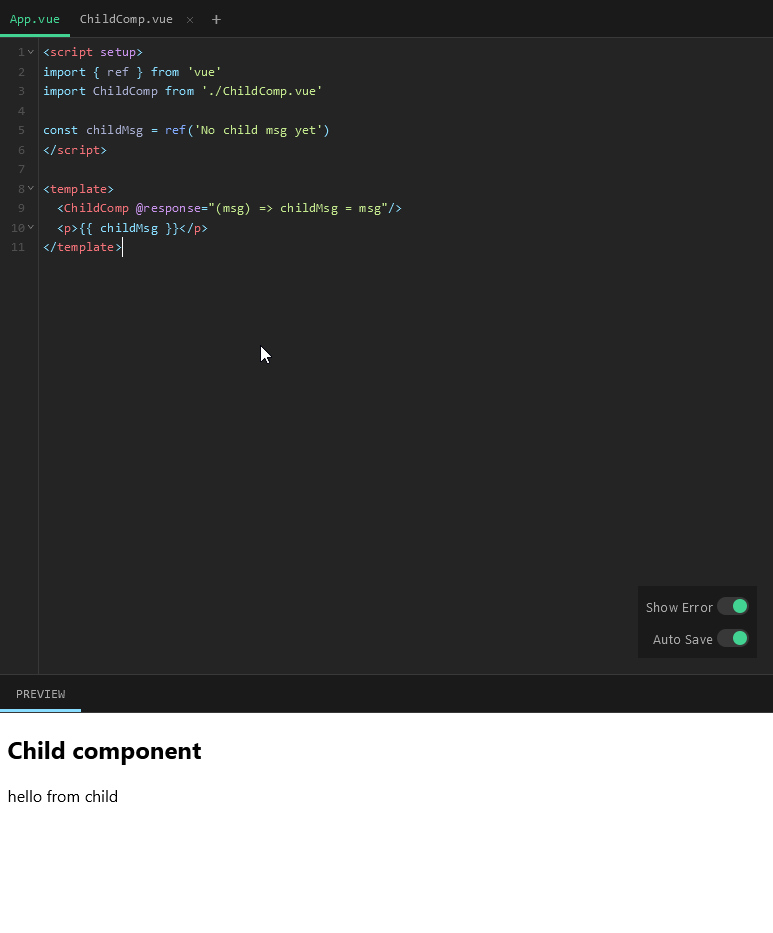 App.vue ChildComp.vue × +
1 <script setup>
2 import { ref } from 'vue'
3 import ChildComp from './ChildComp.vue'
4
5 const childMsg = ref('No child msg yet')
6 </script>
7
8 <template>
9   <ChildComp @response="(msg) => childMsg = msg"/>
10   <p>{{ childMsg }}</p>
11 </template>
Show Error
Auto Save
PREVIEW
Child component
hello from child